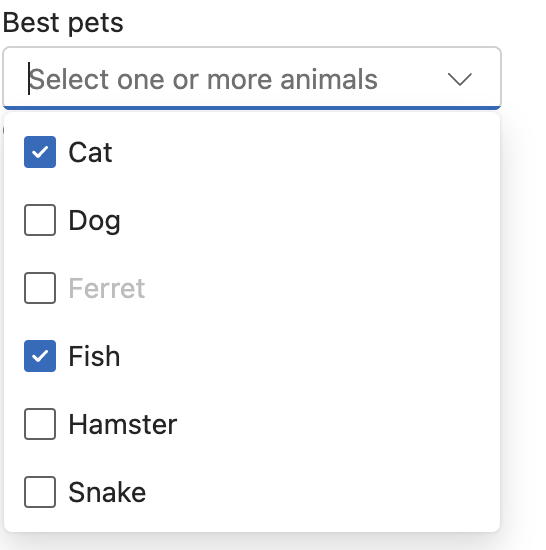 Best pets
Select one or more animals
Cat
Dog
Ferret
Fish
Hamster
Snake